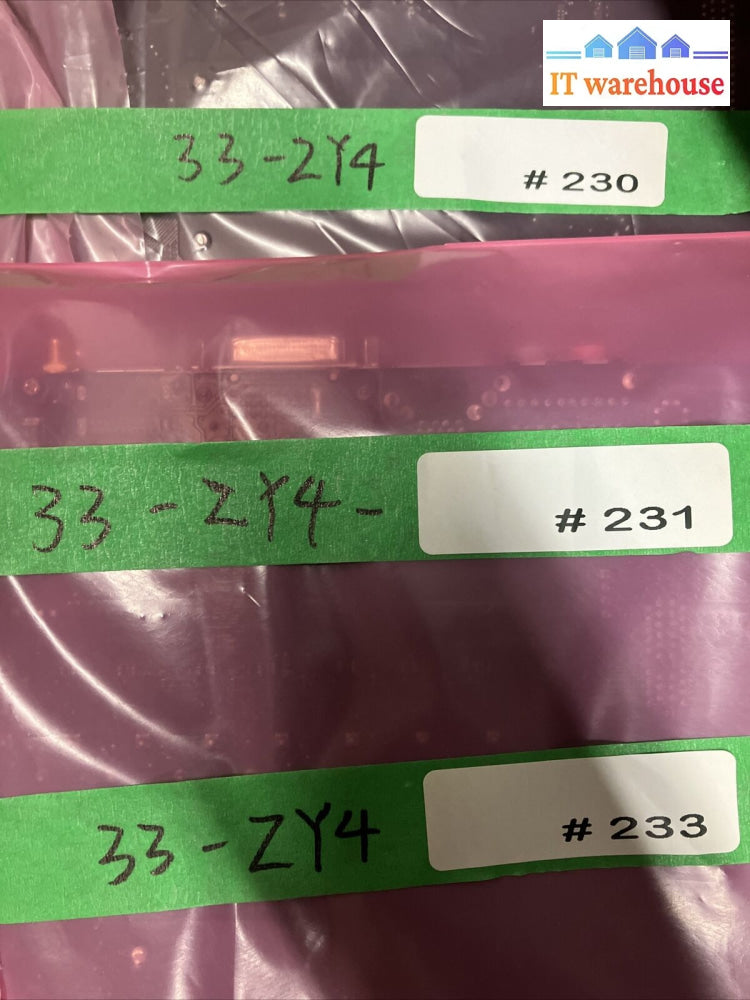 IT warehouse
33-ZY4 # 230
33-ZY4- # 231
33-ZY4 # 233